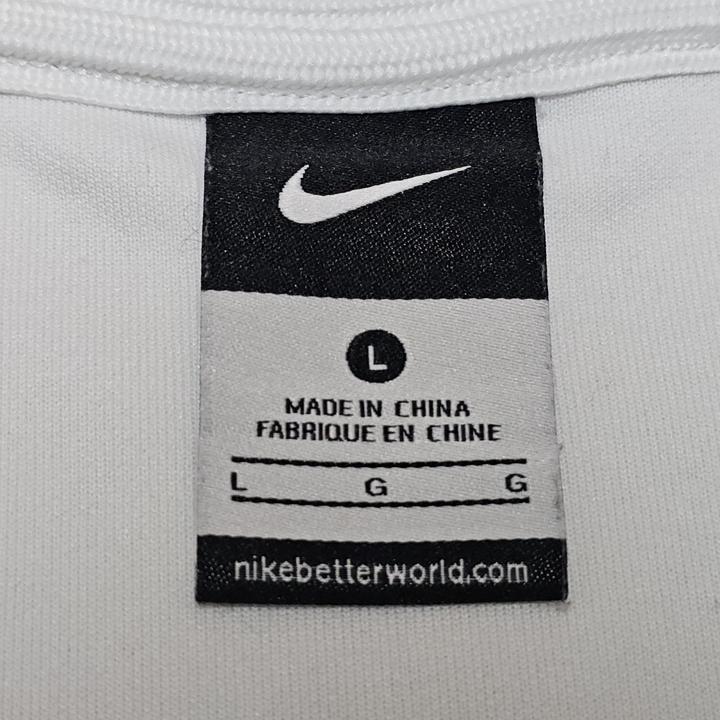 L
MADE IN CHINA
FABRIQUE EN CHINE
L G G
nikebetterworld.com